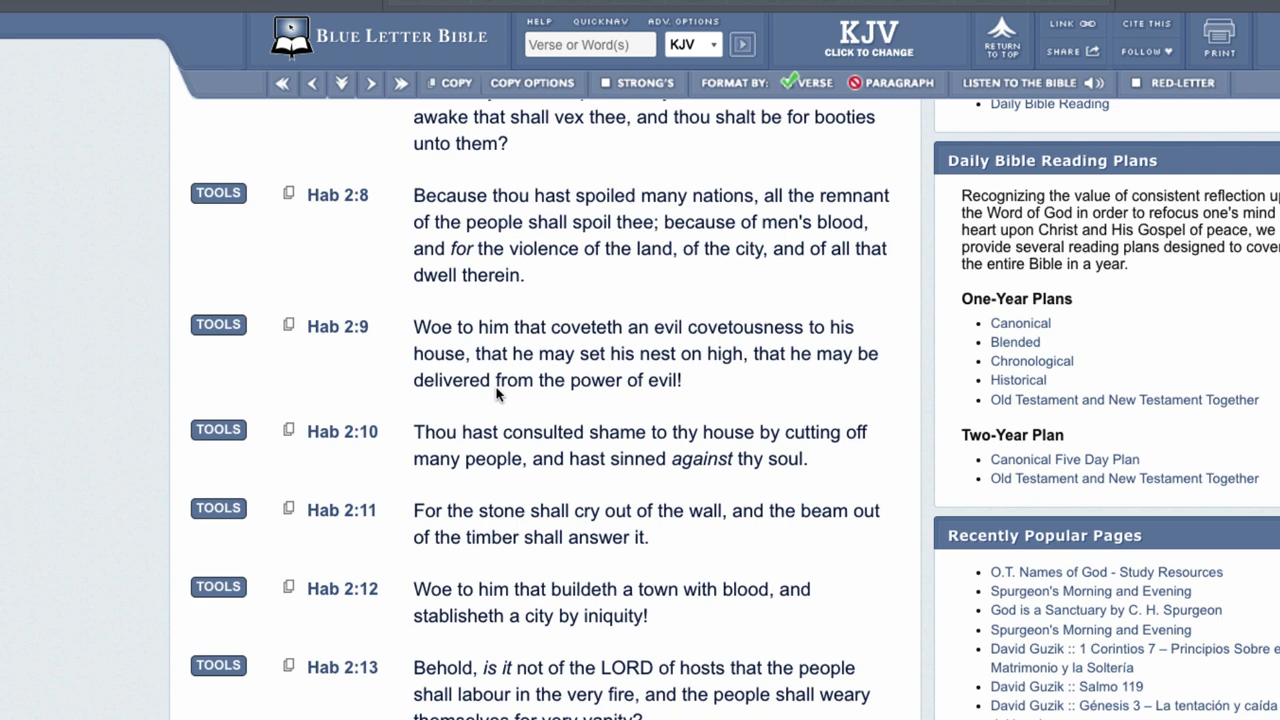 BLUE LETTER BIBLE
HELP QUICKNAV ADV. OPTIONS
Verse or Word(s) KJV
KJV
CLICK TO CHANGE
RETURN
TO TOP
LINK CITE THIS
SHARE FOLLOW
PRINT
COPY COPY OPTIONS STRONG'S FORMAT BY: VERSE PARAGRAPH LISTEN TO THE BIBLE RED-LETTER
awake that shall vex thee, and thou shalt be for booties
unto them?
TOOLS Hab 2:8 Because thou hast spoiled many nations, all the remnant
of the people shall spoil thee; because of men's blood,
and for the violence of the land, of the city, and of all that
dwell therein.
TOOLS Hab 2:9 Woe to him that coveteth an evil covetousness to his
house, that he may set his nest on high, that he may be
delivered from the power of evil!
TOOLS Hab 2:10 Thou hast consulted shame to thy house by cutting off
many people, and hast sinned against thy soul.
TOOLS Hab 2:11 For the stone shall cry out of the wall, and the beam out
of the timber shall answer it.
TOOLS Hab 2:12 Woe to him that buildeth a town with blood, and
stablisheth a city by iniquity!
TOOLS Hab 2:13 Behold, is it not of the LORD of hosts that the people
shall labour in the very fire, and the people shall weary
themselves for very vanity?
Daily Bible Reading
Daily Bible Reading Plans
Recognizing the value of consistent reflection
the Word of God in order to refocus one's mind
heart upon Christ and His Gospel of peace, we
provide several reading plans designed to cove
the entire Bible in a year.
One-Year Plans
Canonical
Blended
Chronological
Historical
Old Testament and New Testament Together
Two-Year Plan
Canonical Five Day Plan
Old Testament and New Testament Together
Recently Popular Pages
O.T. Names of God - Study Resources
Spurgeon's Morning and Evening
God is a Sanctuary by C. H. Spurgeon
Spurgeon's Morning and Evening
David Guzik :: 1 Corintios 7 – Principios Sobre e
Matrimonio y la Soltería
David Guzik :: Salmo 119
David Guzik :: Génesis 3 – La tentación y caída